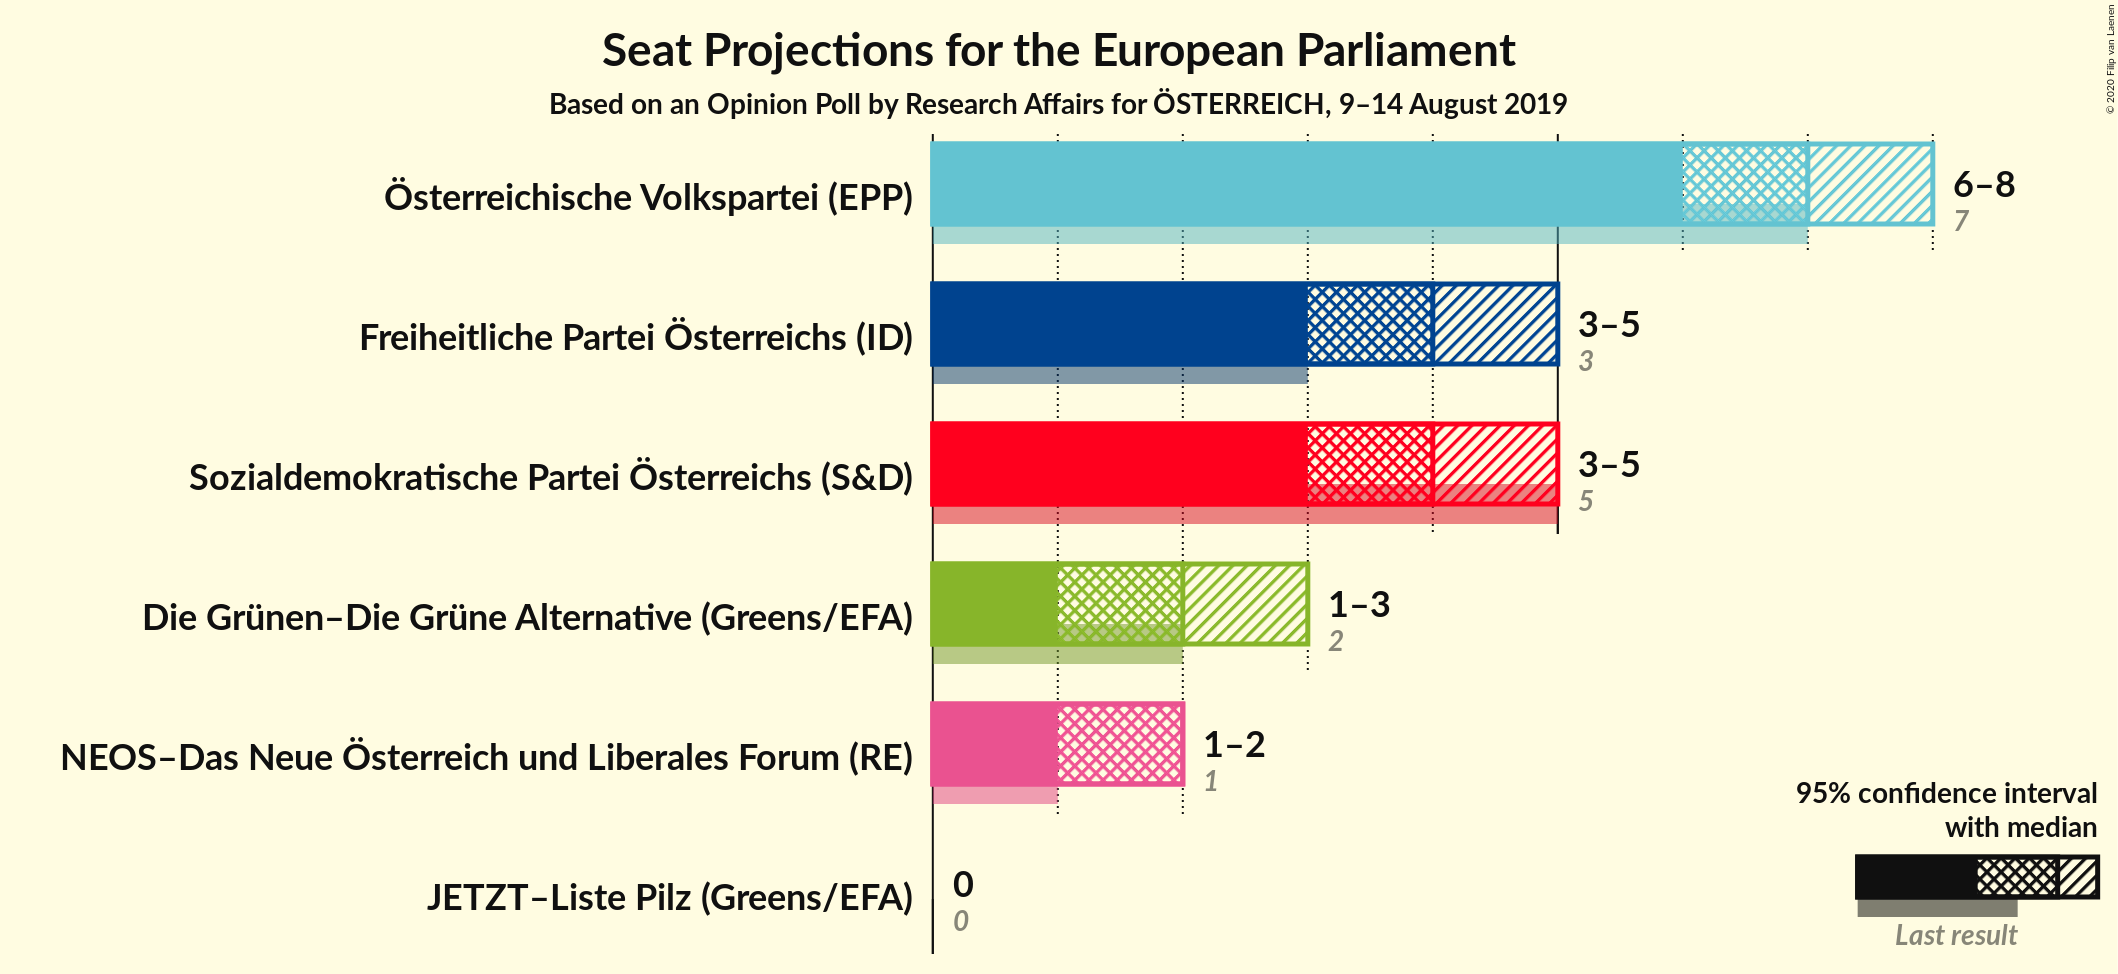 Seat Projections for the European Parliament
Based on an Opinion Poll by Research Affairs for ÖSTERREICH, 9–14 August 2019
© 2020 Filip van Laenen
Österreichische Volkspartei (EPP)
6–8
7
Freiheitliche Partei Österreichs (ID)
3–5
3
Sozialdemokratische Partei Österreichs (S&D)
3–5
5
Die Grünen–Die Grüne Alternative (Greens/EFA)
1–3
2
NEOS–Das Neue Österreich und Liberales Forum (RE)
1–2
1
JETZT–Liste Pilz (Greens/EFA)
0
0
95% confidence interval
with median
Last result